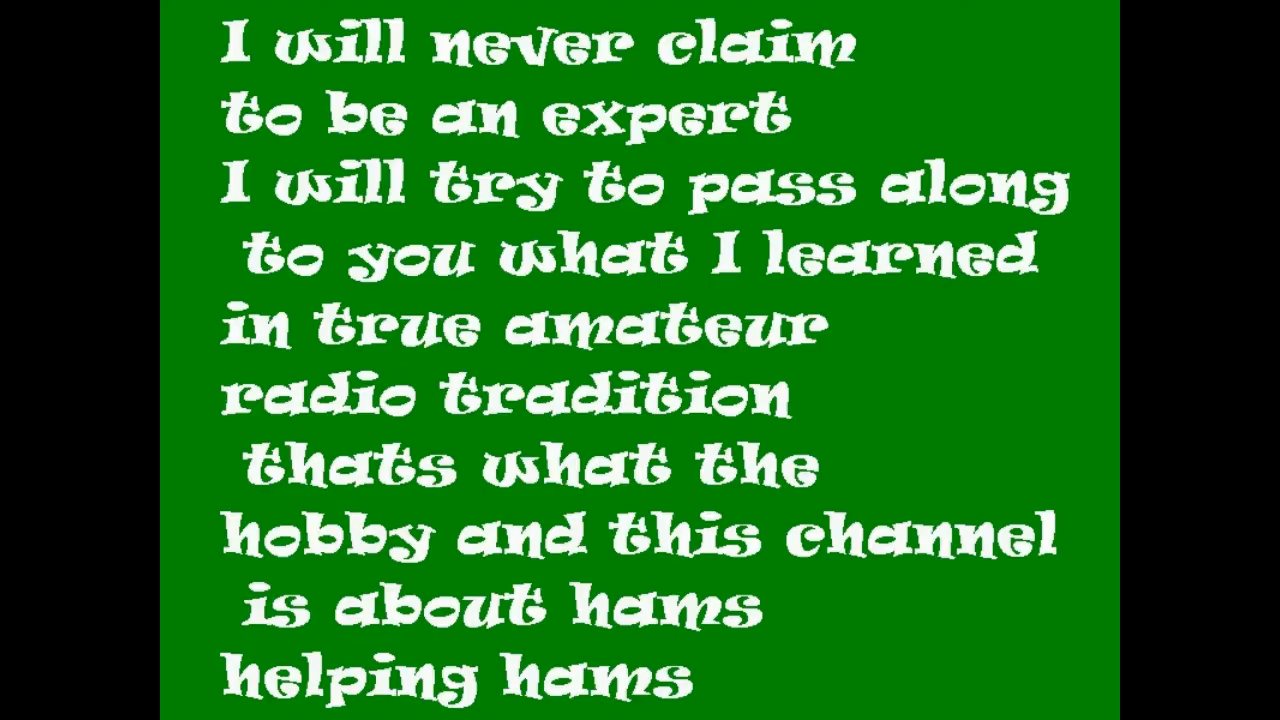 I will never claim
to be an expert
I will try to pass along
to you what I learned
in true amateur
radio tradition
thats what the
hobby and this channel
is about hams
helping hams